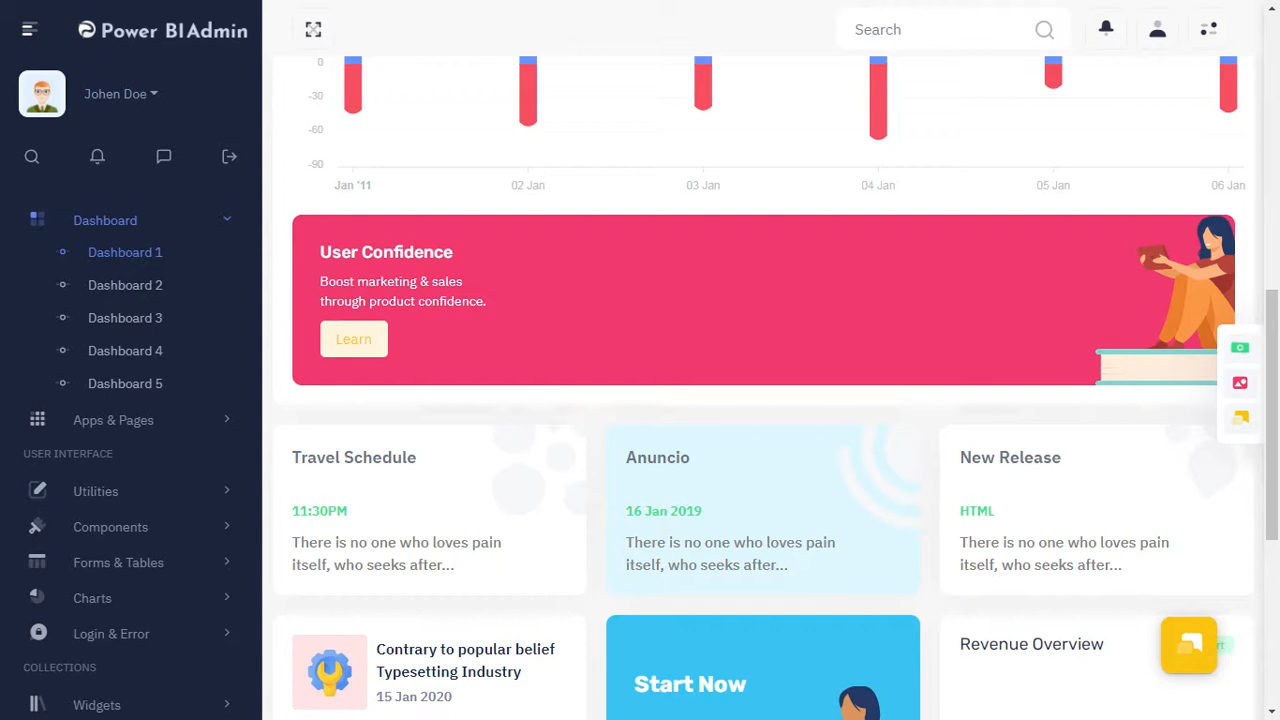 Power BI Admin
Search
Johen Doe
Dashboard
Dashboard 1
Dashboard 2
Dashboard 3
Dashboard 4
Dashboard 5
Apps & Pages
USER INTERFACE
Utilities
Components
Forms & Tables
Charts
Login & Error
COLLECTIONS
Widgets
0
-30
-60
-90
Jan '11
02 Jan
03 Jan
04 Jan
05 Jan
06 Jan
User Confidence
Boost marketing & sales
through product confidence.
Learn
Travel Schedule
11:30PM
There is no one who loves pain
itself, who seeks after...
Anuncio
16 Jan 2019
There is no one who loves pain
itself, who seeks after...
New Release
HTML
There is no one who loves pain
itself, who seeks after...
Contrary to popular belief
Typesetting Industry
15 Jan 2020
Start Now
Revenue Overview